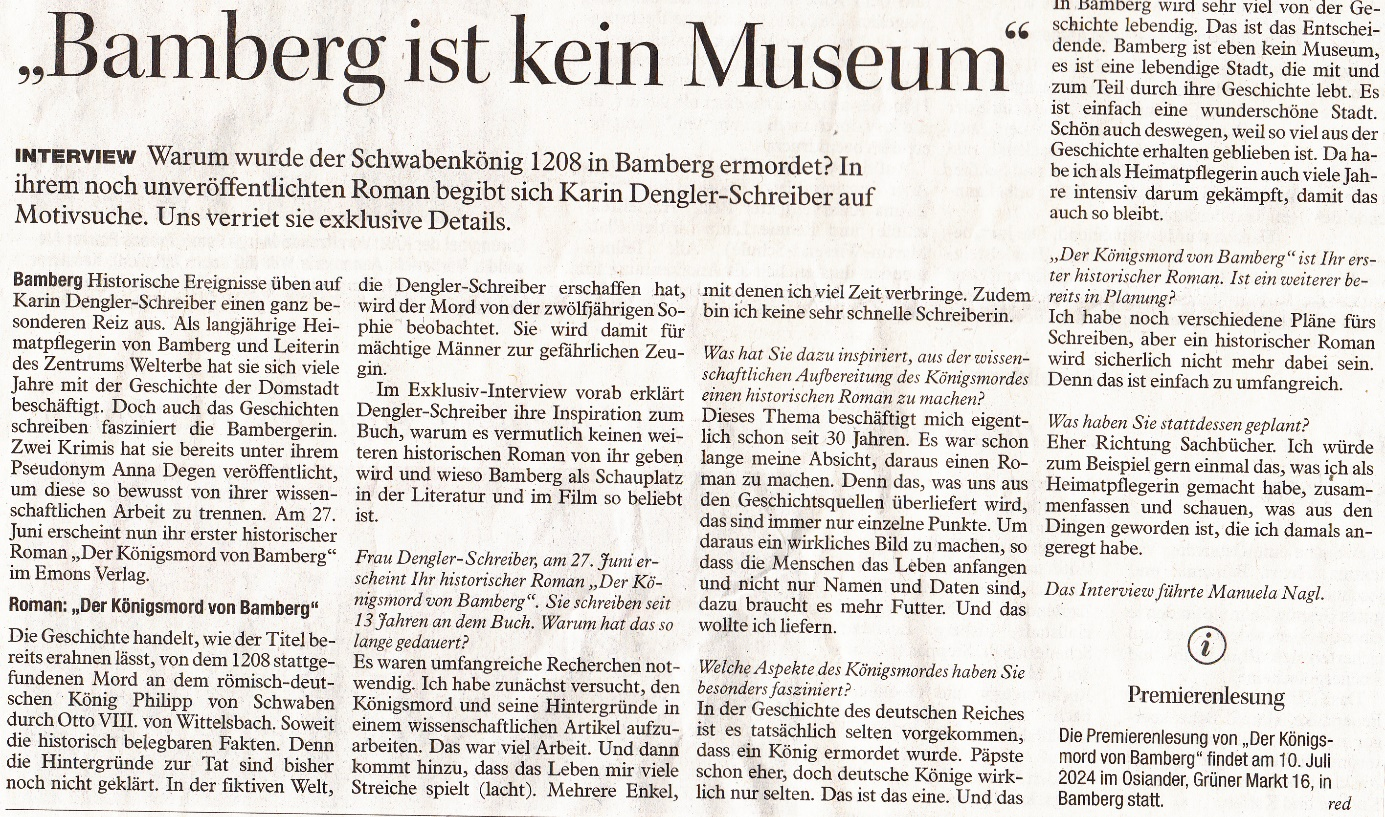 „Bamberg ist kein Museum“
INTERVIEW Warum wurde der Schwabenkönig 1208 in Bamberg ermordet? In
ihrem noch unveröffentlichten Roman begibt sich Karin Dengler-Schreiber auf
Motivsuche. Uns verriet sie exklusive Details.
Bamberg Historische Ereignisse üben auf
Karin Dengler-Schreiber einen ganz be-
sonderen Reiz aus. Als langjährige Hei-
matpflegerin von Bamberg und Leiterin
des Zentrums Welterbe hat sie sich viele
Jahre mit der Geschichte der Domstadt
beschäftigt. Doch auch das Geschichten
schreiben fasziniert die Bambergerin.
Zwei Krimis hat sie bereits unter ihrem
Pseudonym Anna Degen veröffentlicht,
um diese so bewusst von ihrer wissen-
schaftlichen Arbeit zu trennen. Am 27.
Juni erscheint nun ihr erster historischer
Roman „Der Königsmord von Bamberg“
im Emons Verlag.
Roman: „Der Königsmord von Bamberg“
Die Geschichte handelt, wie der Titel be-
reits erahnen lässt, von dem 1208 stattge-
fundenen Mord an dem römisch-deut-
schen König Philipp von Schwaben
durch Otto VIII. von Wittelsbach. Soweit
die historisch belegbaren Fakten. Denn
die Hintergründe zur Tat sind bisher
noch nicht geklärt. In der fiktiven Welt,
die Dengler-Schreiber erschaffen hat,
wird der Mord von der zwölfjährigen So-
phie beobachtet. Sie wird damit für
mächtige Männer zur gefährlichen Zeu-
gin.
Im Exklusiv-Interview vorab erklärt
Dengler-Schreiber ihre Inspiration zum
Buch, warum es vermutlich keinen wei-
teren historischen Roman von ihr geben
wird und wieso Bamberg als Schauplatz
in der Literatur und im Film so beliebt
ist.
Frau Dengler-Schreiber, am 27. Juni er-
scheint Ihr historischer Roman „Der Kö-
nigsmord von Bamberg“. Sie schreiben seit
13 Jahren an dem Buch. Warum hat das so
lange gedauert?
Es waren umfangreiche Recherchen not-
wendig. Ich habe zunächst versucht, den
Königsmord und seine Hintergründe in
einem wissenschaftlichen Artikel aufzu-
arbeiten. Das war viel Arbeit. Und dann
kommt hinzu, dass das Leben mir viele
Streiche spielt (lacht). Mehrere Enkel,
mit denen ich viel Zeit verbringe. Zudem
bin ich keine sehr schnelle Schreiberin.
Was hat Sie dazu inspiriert, aus der wissen-
schaftlichen Aufbereitung des Königsmordes
einen historischen Roman zu machen?
Dieses Thema beschäftigt mich eigent-
lich schon seit 30 Jahren. Es war schon
lange meine Absicht, daraus einen Ro-
man zu machen. Denn das, was uns aus
den Geschichtsquellen überliefert wird,
das sind immer nur einzelne Punkte. Um
daraus ein wirkliches Bild zu machen, so
dass die Menschen das Leben anfangen
und nicht nur Namen und Daten sind,
dazu braucht es mehr Futter. Und das
wollte ich liefern.
Welche Aspekte des Königsmordes haben Sie
besonders fasziniert?
In der Geschichte des deutschen Reiches
ist es tatsächlich selten vorgekommen,
dass ein König ermordet wurde. Päpste
schon eher, doch deutsche Könige wirk-
lich nur selten. Das ist das eine. Und das
In Bamberg wird sehr viel von der Ge-
schichte lebendig. Das ist das Entschei-
dende. Bamberg ist eben kein Museum,
es ist eine lebendige Stadt, die mit und
zum Teil durch ihre Geschichte lebt. Es
ist einfach eine wunderschöne Stadt.
Schön auch deswegen, weil so viel aus der
Geschichte erhalten geblieben ist. Da ha-
be ich als Heimatpflegerin auch viele Jah-
re intensiv darum gekämpft, damit das
auch so bleibt.
„Der Königsmord von Bamberg“ ist Ihr ers-
ter historischer Roman. Ist ein weiterer be-
reits in Planung?
Ich habe noch verschiedene Pläne fürs
Schreiben, aber ein historischer Roman
wird sicherlich nicht mehr dabei sein.
Denn das ist einfach zu umfangreich.
Was haben Sie stattdessen geplant?
Eher Richtung Sachbücher. Ich würde
zum Beispiel gern einmal das, was ich als
Heimatpflegerin gemacht habe, zusam-
menfassen und schauen, was aus den
Dingen geworden ist, die ich damals an-
geregt habe.
Das Interview führte Manuela Nagl.
i
Premierenlesung
Die Premierenlesung von „Der Königs-
mord von Bamberg“ findet am 10. Juli
2024 im Osiander, Grüner Markt 16, in
Bamberg statt.
red